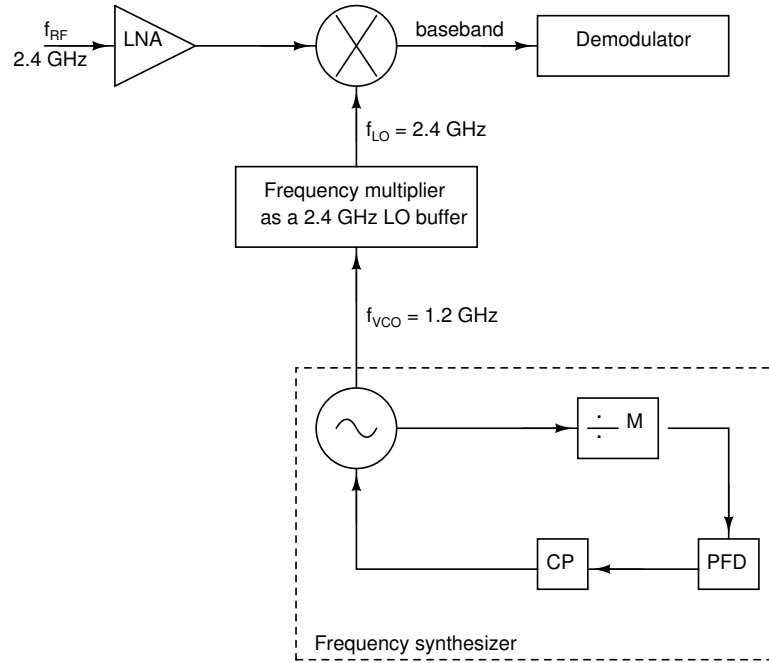 f_RF
2.4 GHz
LNA
baseband
Demodulator
f_LO = 2.4 GHz
Frequency multiplier
as a 2.4 GHz LO buffer
f_VCO = 1.2 GHz
÷ M
CP
PFD
Frequency synthesizer